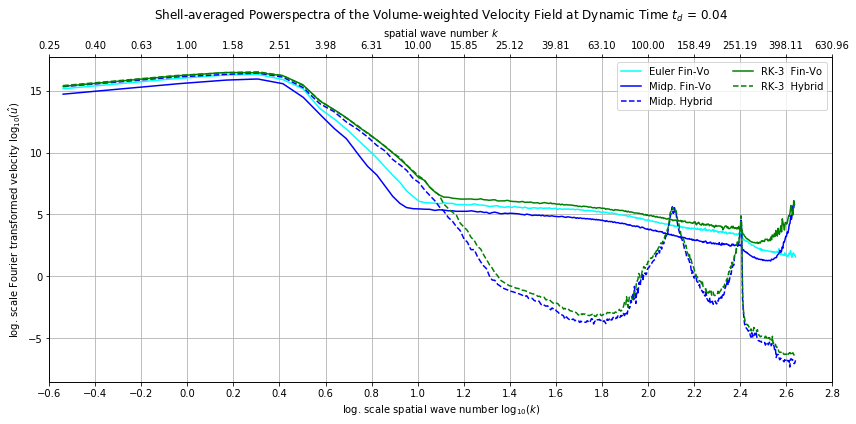 Shell-averaged Powerspectra of the Volume-weighted Velocity Field at Dynamic Time t_d = 0.04
spatial wave number k
0.25 0.40 0.63 1.00 1.58 2.51 3.98 6.31 10.00 15.85 25.12 39.81 63.10 100.00 158.49 251.19 398.11 630.96
Euler Fin-Vo RK-3 Fin-Vo
Midp. Fin-Vo RK-3 Hybrid
Midp. Hybrid
log. scale Fourier transformed velocity log₁₀(û)
15
10
5
0
−5
−0.6 −0.4 −0.2 0.0 0.2 0.4 0.6 0.8 1.0 1.2 1.4 1.6 1.8 2.0 2.2 2.4 2.6 2.8
log. scale spatial wave number log₁₀(k)